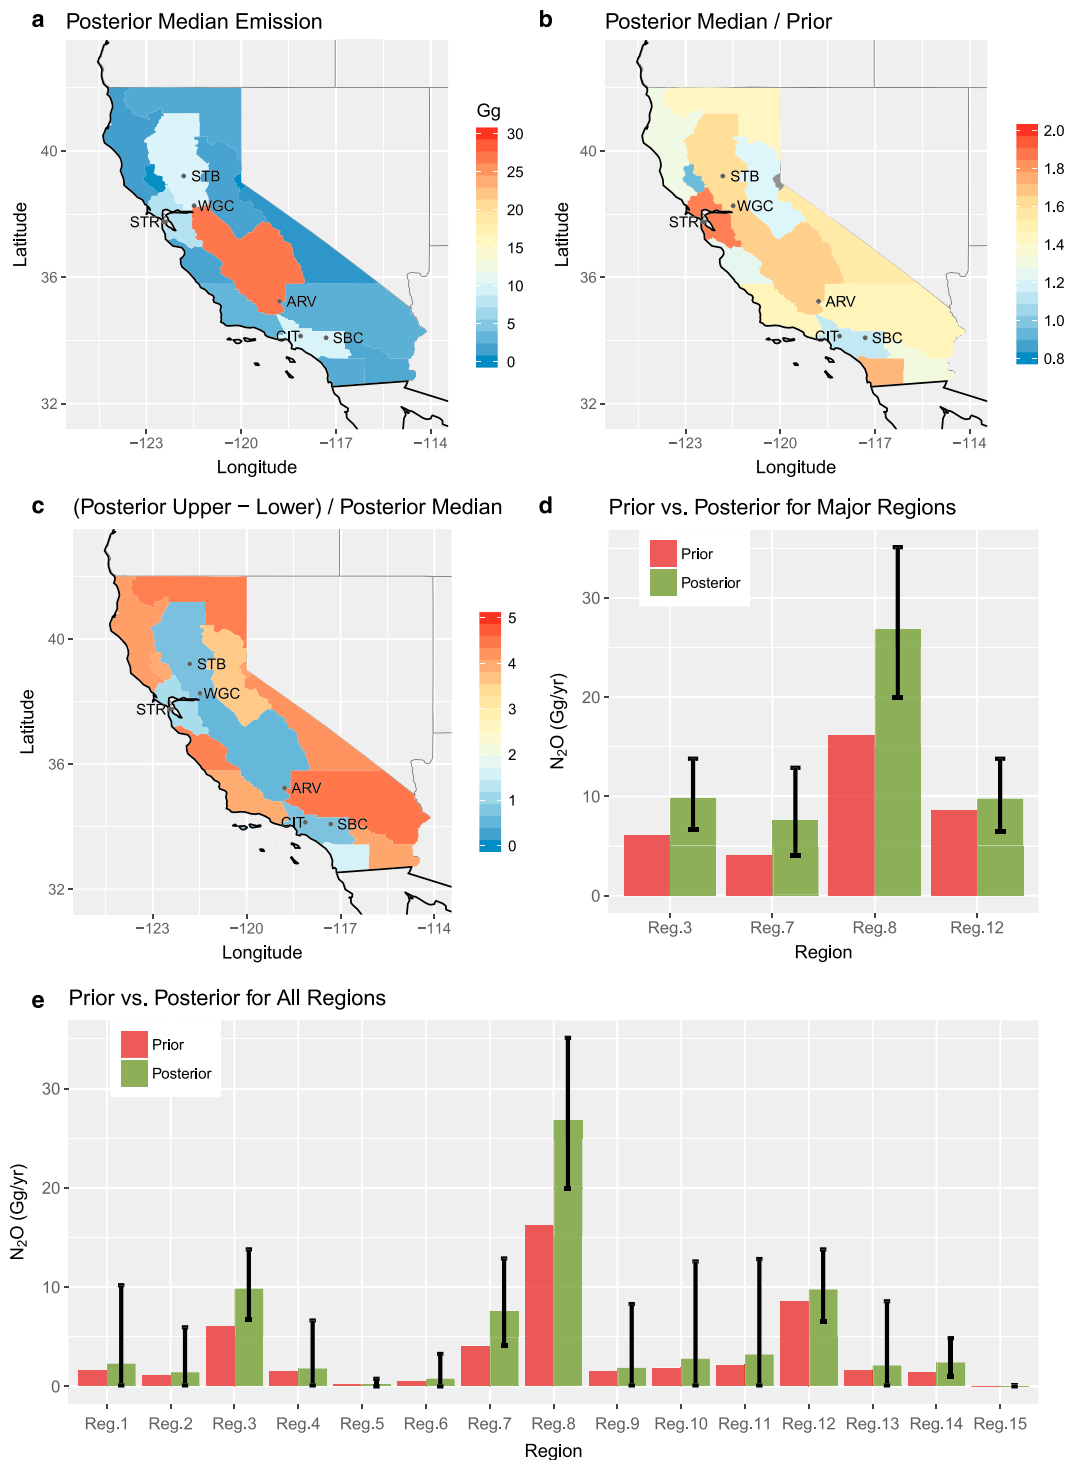 a Posterior Median Emission
Gg
30
25
20
15
10
5
0
40
36
32
Latitude
STB
WGC
STR
ARV
CIT
SBC
−123 −120 −117 −114
Longitude
b Posterior Median / Prior
2.0
1.8
1.6
1.4
1.2
1.0
0.8
40
36
32
Latitude
STB
WGC
STR
ARV
CIT
SBC
−123 −120 −117 −114
Longitude
c (Posterior Upper − Lower) / Posterior Median
5
4
3
2
1
0
40
36
32
Latitude
STB
WGC
STR
ARV
CIT
SBC
−123 −120 −117 −114
Longitude
d Prior vs. Posterior for Major Regions
Prior
Posterior
30
20
10
0
N₂O (Gg/yr)
Reg.3 Reg.7 Reg.8 Reg.12
Region
e Prior vs. Posterior for All Regions
Prior
Posterior
30
20
10
0
N₂O (Gg/yr)
Reg.1 Reg.2 Reg.3 Reg.4 Reg.5 Reg.6 Reg.7 Reg.8 Reg.9 Reg.10 Reg.11 Reg.12 Reg.13 Reg.14 Reg.15
Region